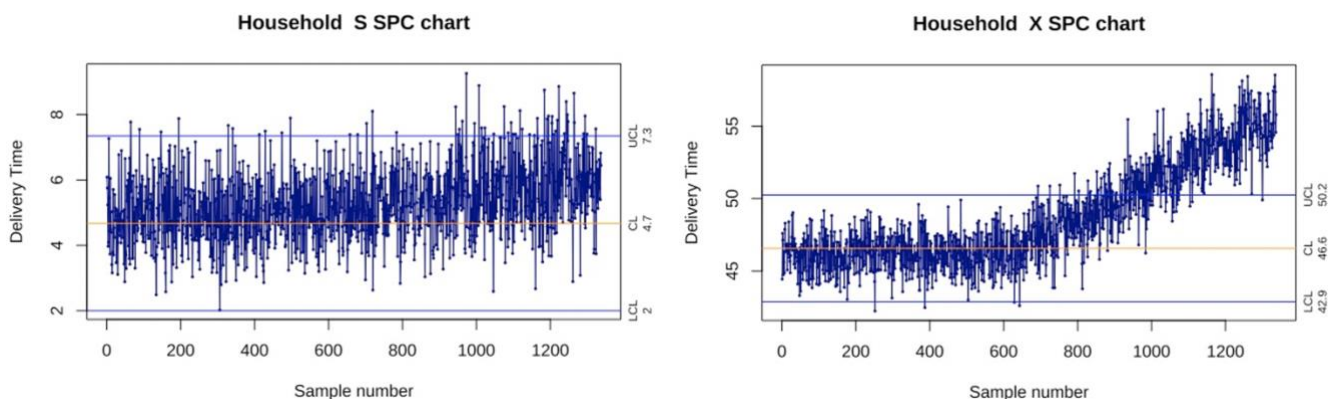 Household  S SPC chart
Delivery Time
8
6
4
2
UCL
7.3
CL
4.7
LCL
2
0 200 400 600 800 1000 1200
Sample number
Household  X SPC chart
Delivery Time
55
50
45
UCL
50.2
CL
46.6
LCL
42.9
0 200 400 600 800 1000 1200
Sample number